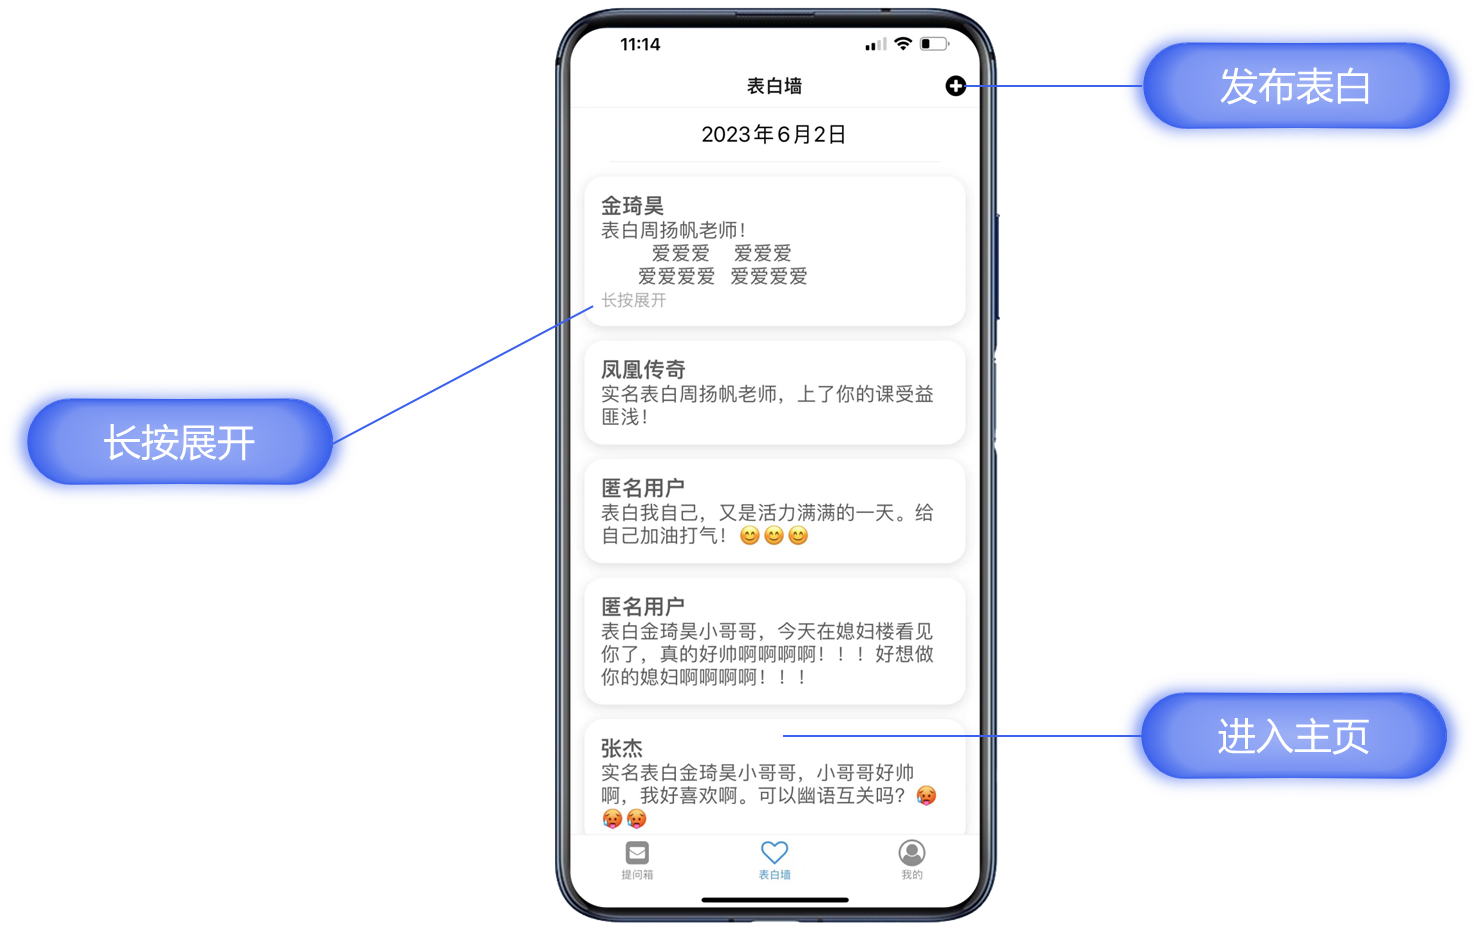 11:14
表白墙
发布表白
2023年6月2日
金琦昊
表白周扬帆老师！
爱爱爱 爱爱爱
爱爱爱爱 爱爱爱爱
长按展开
凤凰传奇
实名表白周扬帆老师，上了你的课受益
匪浅！
长按展开
匿名用户
表白我自己，又是活力满满的一天。给
自己加油打气！😊😊😊
匿名用户
表白金琦昊小哥哥，今天在媳妇楼看见
你了，真的好帅啊啊啊啊！！！好想做
你的媳妇啊啊啊啊！！！
进入主页
张杰
实名表白金琦昊小哥哥，小哥哥好帅
啊，我好喜欢啊。可以幽语互关吗？🥵
🥵🥵
提问箱
表白墙
我的